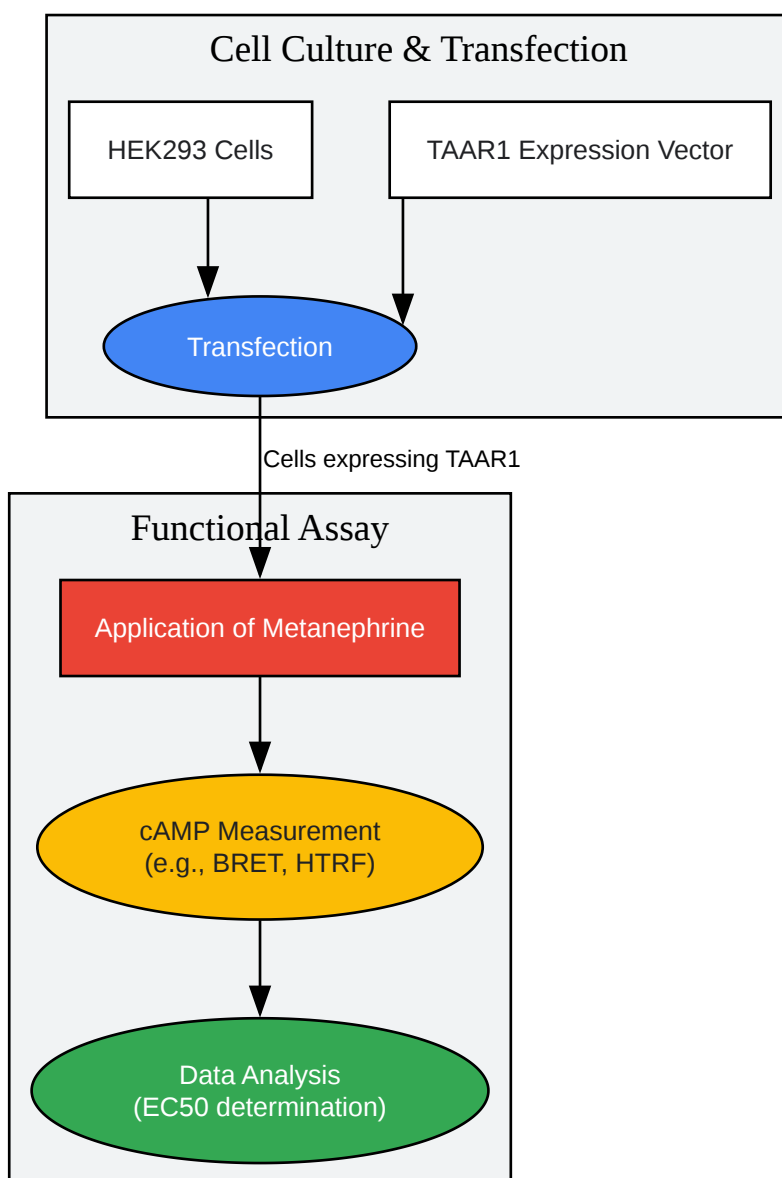 Cell Culture & Transfection
HEK293 Cells
TAAR1 Expression Vector
Transfection
Cells expressing TAAR1
Functional Assay
Application of Metanephrine
cAMP Measurement
(e.g., BRET, HTRF)
Data Analysis
(EC50 determination)